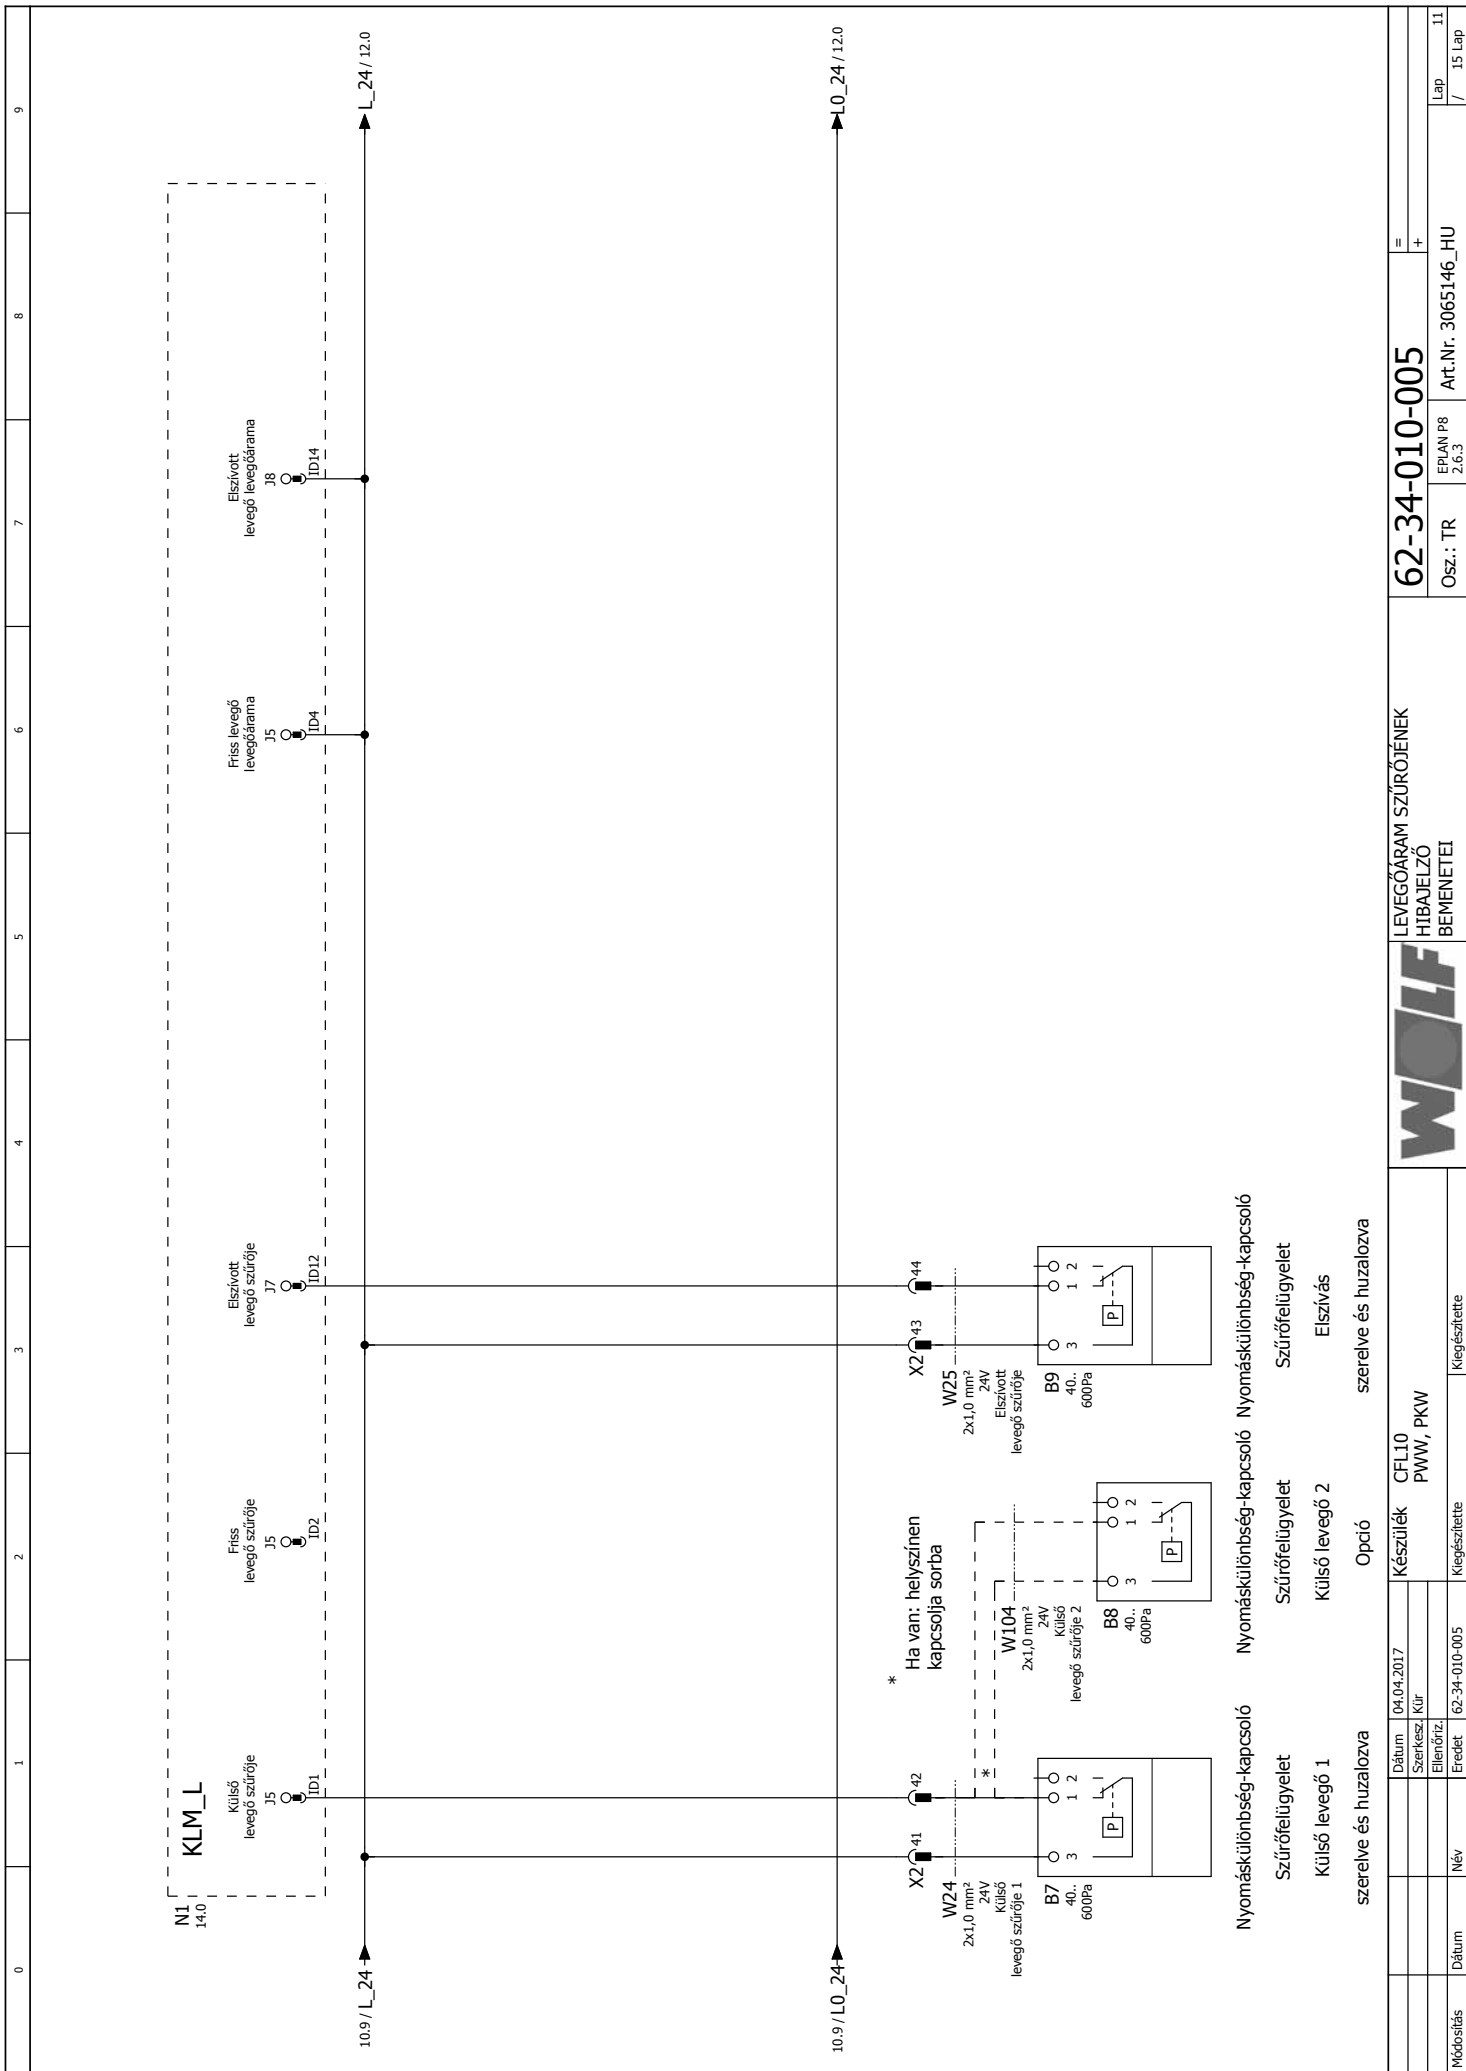 0 1 2 3 4 5 6 7 8 9
N1
14.0
KLM_L
Külső
levegő szűrője
J5
ID1
Friss
levegő szűrője
J5
ID2
Elszívott
levegő szűrője
J7
ID12
Friss levegő
levegőárama
J5
ID4
Elszívott
levegő levegőárama
J8
ID14
10.9 / L_24
L_24 / 12.0
10.9 / L0_24
L0_24 / 12.0
X2
41
42
W24
2x1,0 mm²
24V
Külső
levegő szűrője 1
*
B7
40..
600Pa
3 1 2
P
*
Ha van: helyszínen
kapcsolja sorba
W104
2x1,0 mm²
24V
Külső
levegő szűrője 2
B8
40..
600Pa
3 1 2
P
X2
43
44
W25
2x1,0 mm²
24V
Elszívott
levegő szűrője
B9
40..
600Pa
3 1 2
P
Nyomáskülönbség-kapcsoló
Szűrőfelügyelet
Külső levegő 1
szerelve és huzalozva
Nyomáskülönbség-kapcsoló
Szűrőfelügyelet
Külső levegő 2
Opció
Nyomáskülönbség-kapcsoló
Szűrőfelügyelet
Elszívás
szerelve és huzalozva
Módosítás
Dátum
Név
Dátum 04.04.2017
Szerkesz. Kür
Ellenőriz.
Eredet 62-34-010-005
Készülék CFL10
PWW, PKW
Kiegészítette
Kiegészítette
WOLF
LEVEGŐÁRAM SZŰRŐJÉNEK
HIBAJELZŐ
BEMENETEI
62-34-010-005
=
+
Osz.: TR
EPLAN P8
2.6.3
Art.Nr. 3065146_HU
Lap 11
/ 15 Lap